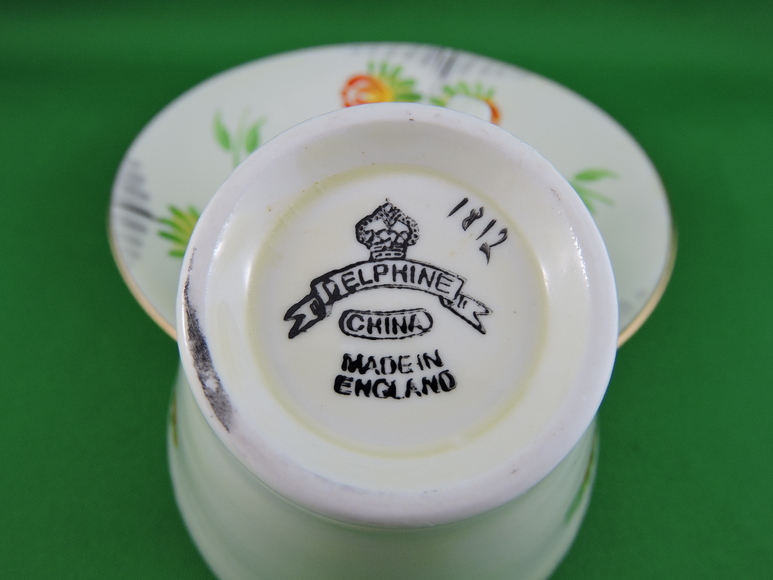 1812
DELPHINE
CHINA
MADE IN
ENGLAND